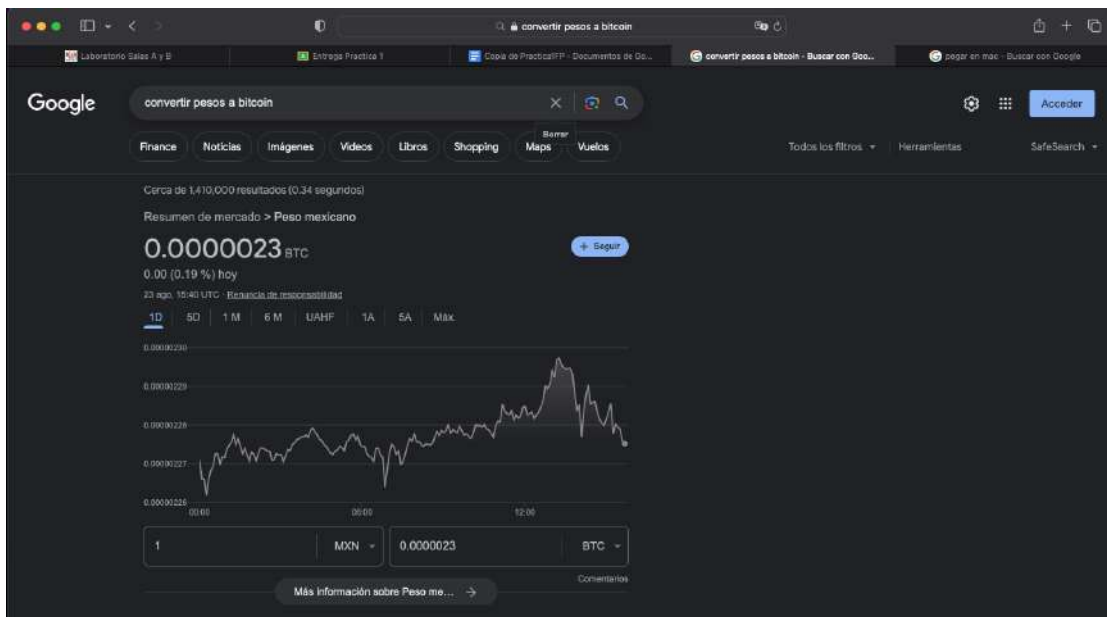 convertir pesos a bitcoin
Laboratorio Salas A y B
Entrega Practica 1
Copia de Practica1FP - Documentos de Go...
convertir pesos a bitcoin - Buscar con Goo...
pegar en mac - Buscar con Google
Google
convertir pesos a bitcoin
Acceder
Borrar
Finance
Noticias
Imágenes
Videos
Libros
Shopping
Maps
Vuelos
Todos los filtros
Herramientas
SafeSearch
Cerca de 1,410,000 resultados (0.34 segundos)
Resumen de mercado > Peso mexicano
0.0000023 BTC
+ Seguir
0.00 (0.19 %) hoy
23 ago, 15:40 UTC · Renuncia de responsabilidad
1D 5D 1 M 6 M UAHF 1A 5A Máx.
0.00000230
0.00000229
0.00000228
0.00000227
0.00000226
00:00 06:00 12:00
1 MXN 0.0000023 BTC
Comentarios
Más información sobre Peso me...